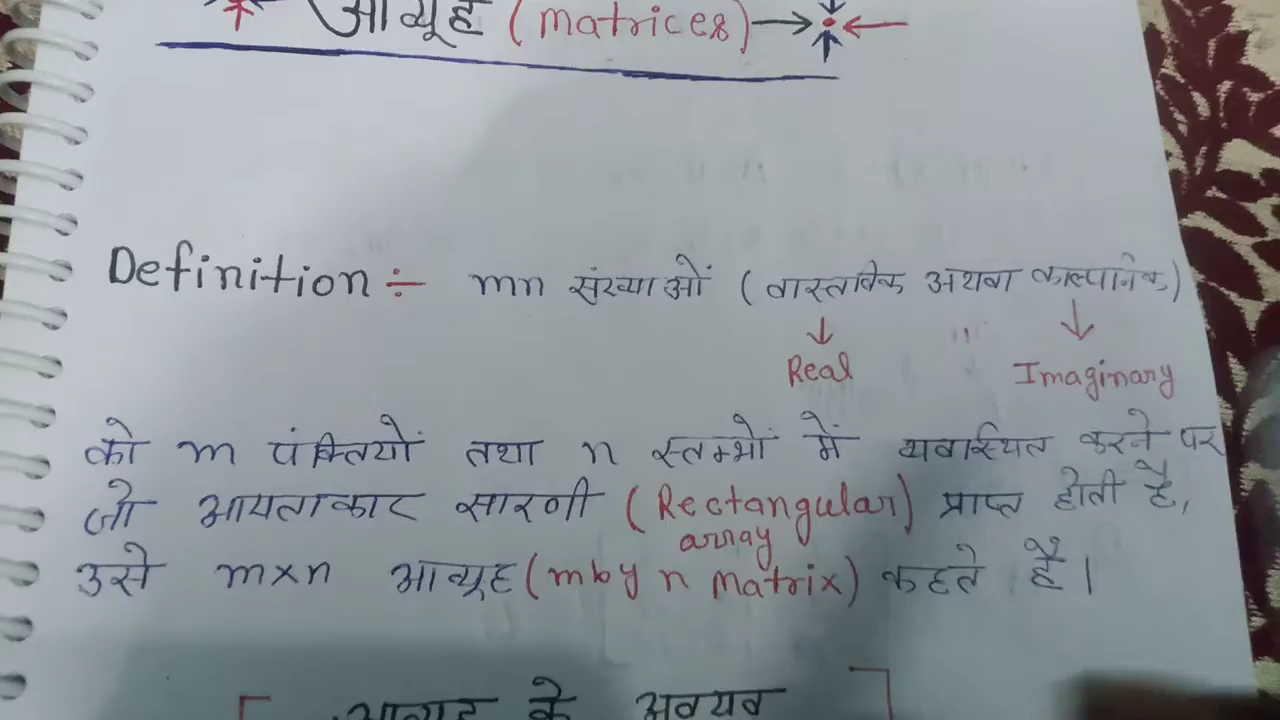 आव्यूह (matrices)
Definition ÷ mn संख्याओं (वास्तविक अथवा काल्पनिक)
Real Imaginary
को m पंक्तियों तथा n स्तम्भों में व्यवस्थित करने पर
जो आयताकार सारणी (Rectangular array) प्राप्त होती है,
उसे m×n आव्यूह (m by n matrix) कहते है।
आव्यूह के अवयव